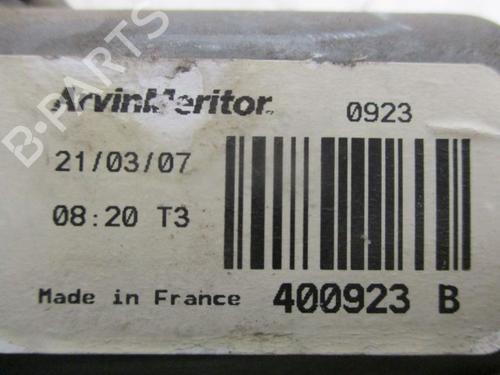 ArvinMeritor 0923
21/03/07
08:20 T3
Made in France 400923 B
B-PARTS